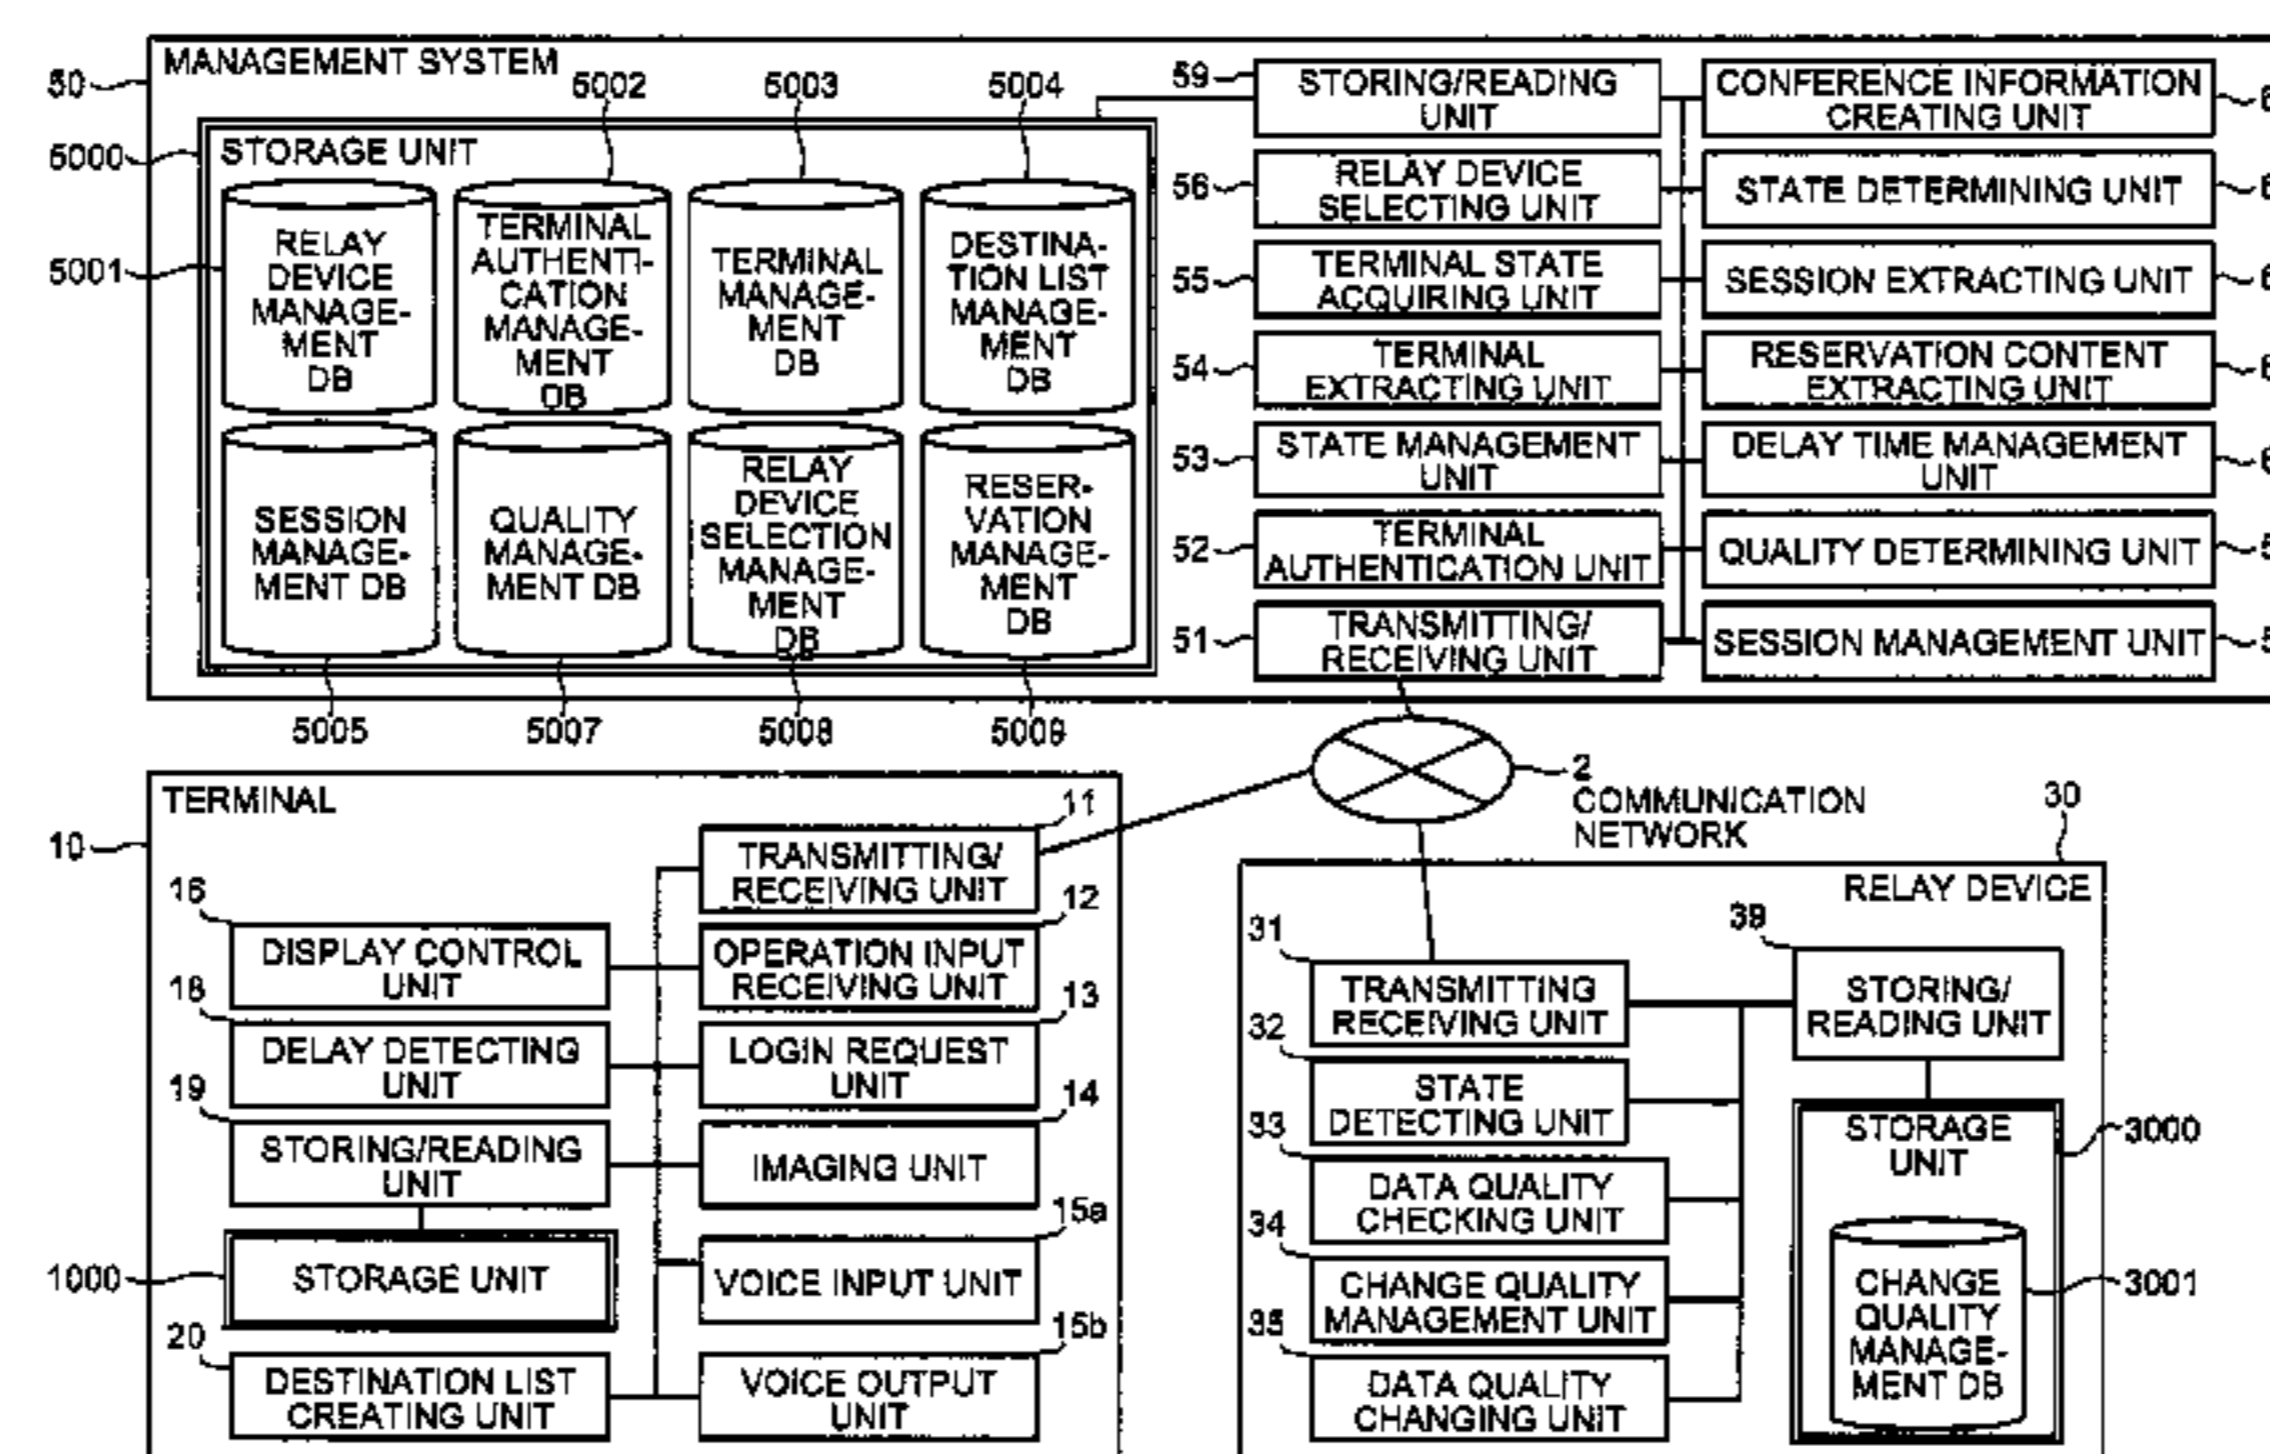 MANAGEMENT SYSTEM
50
5002
5003
5004
5000
STORAGE UNIT
5001
RELAY
DEVICE
MANAGE-
MENT
DB
TERMINAL
AUTHENTI-
CATION
MANAGE-
MENT
DB
TERMINAL
MANAGE-
MENT
DB
DESTINA-
TION LIST
MANAGE-
MENT
DB
SESSION
MANAGE-
MENT DB
QUALITY
MANAGE-
MENT DB
RELAY
DEVICE
SELECTION
MANAGE-
MENT
DB
RESER-
VATION
MANAGE-
MENT
DB
5005
5007
5008
5009
59
STORING/READING
UNIT
56
RELAY DEVICE
SELECTING UNIT
55
TERMINAL STATE
ACQUIRING UNIT
54
TERMINAL
EXTRACTING UNIT
53
STATE MANAGEMENT
UNIT
52
TERMINAL
AUTHENTICATION UNIT
51
TRANSMITTING/
RECEIVING UNIT
CONFERENCE INFORMATION
CREATING UNIT
STATE DETERMINING UNIT
SESSION EXTRACTING UNIT
RESERVATION CONTENT
EXTRACTING UNIT
DELAY TIME MANAGEMENT
UNIT
QUALITY DETERMINING UNIT
SESSION MANAGEMENT UNIT
2
COMMUNICATION
NETWORK
TERMINAL
10
11
TRANSMITTING/
RECEIVING UNIT
16
DISPLAY CONTROL
UNIT
12
OPERATION INPUT
RECEIVING UNIT
18
DELAY DETECTING
UNIT
13
LOGIN REQUEST
UNIT
19
STORING/READING
UNIT
14
IMAGING UNIT
1000
STORAGE UNIT
15a
VOICE INPUT UNIT
20
DESTINATION LIST
CREATING UNIT
15b
VOICE OUTPUT
UNIT
30
RELAY DEVICE
31
TRANSMITTING
RECEIVING UNIT
39
STORING/
READING UNIT
32
STATE
DETECTING UNIT
33
DATA QUALITY
CHECKING UNIT
34
CHANGE QUALITY
MANAGEMENT UNIT
35
DATA QUALITY
CHANGING UNIT
STORAGE
UNIT
3000
CHANGE
QUALITY
MANAGE-
MENT DB
3001